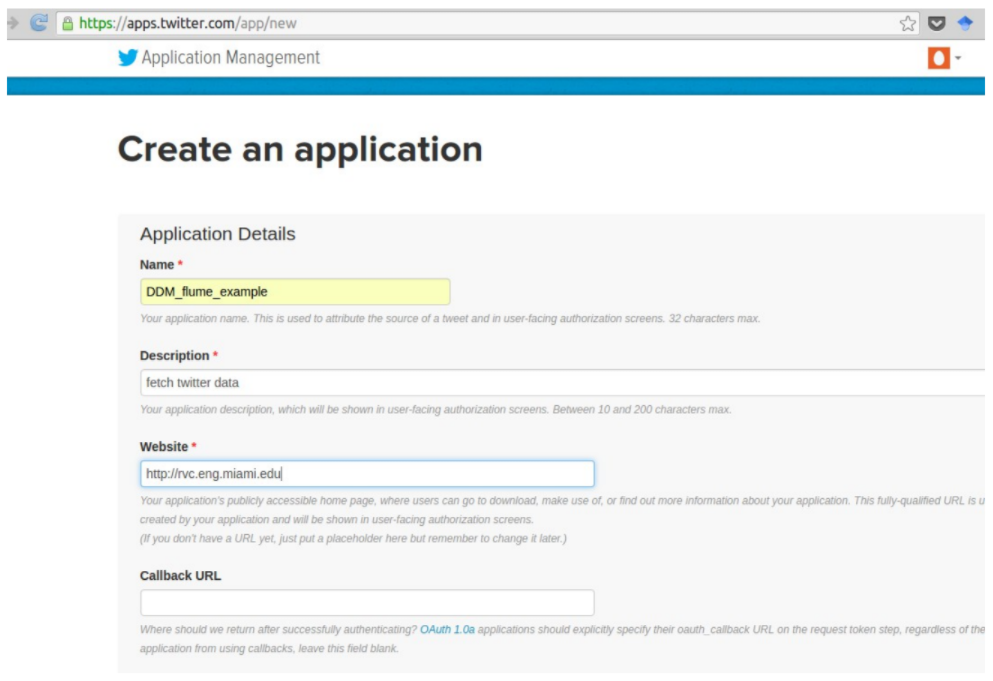 https://apps.twitter.com/app/new
Application Management
Create an application
Application Details
Name *
DDM_flume_example
Your application name. This is used to attribute the source of a tweet and in user-facing authorization screens. 32 characters max.
Description *
fetch twitter data
Your application description, which will be shown in user-facing authorization screens. Between 10 and 200 characters max.
Website *
http://rvc.eng.miami.edu
Your application's publicly accessible home page, where users can go to download, make use of, or find out more information about your application. This fully-qualified URL is u
created by your application and will be shown in user-facing authorization screens.
(If you don't have a URL yet, just put a placeholder here but remember to change it later.)
Callback URL
Where should we return after successfully authenticating? OAuth 1.0a applications should explicitly specify their oauth_callback URL on the request token step, regardless of the
application from using callbacks, leave this field blank.